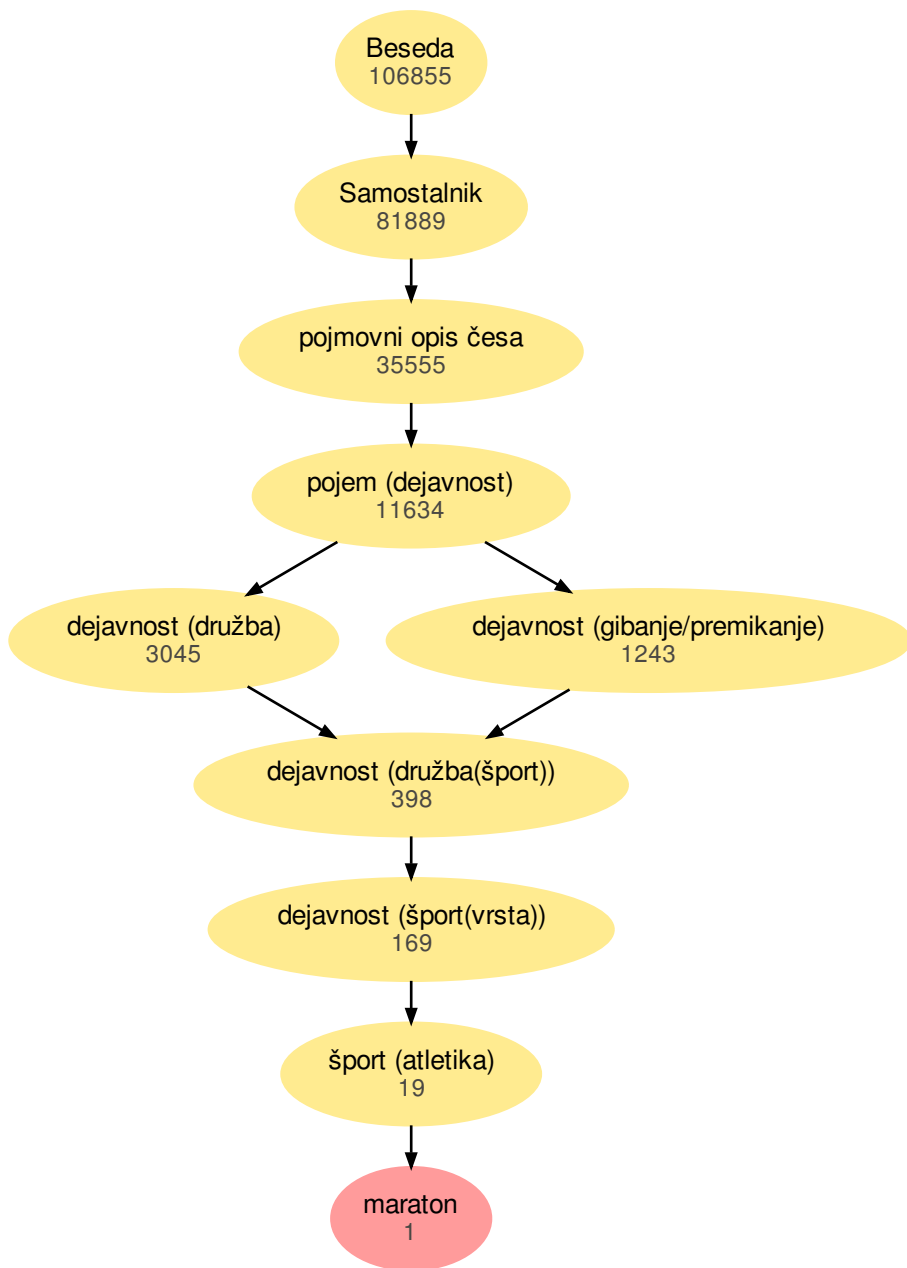 Beseda
106855
Samostalnik
81889
pojmovni opis česa
35555
pojem (dejavnost)
11634
dejavnost (družba)
3045
dejavnost (gibanje/premikanje)
1243
dejavnost (družba(šport))
398
dejavnost (šport(vrsta))
169
šport (atletika)
19
maraton
1